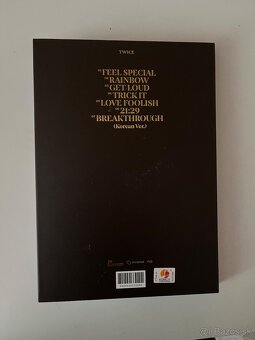 TWICE
01 FEEL SPECIAL
02 RAINBOW
03 GET LOUD
04 TRICK IT
05 LOVE FOOLISH
06 21:29
07 BREAKTHROUGH
(Korean Ver.)